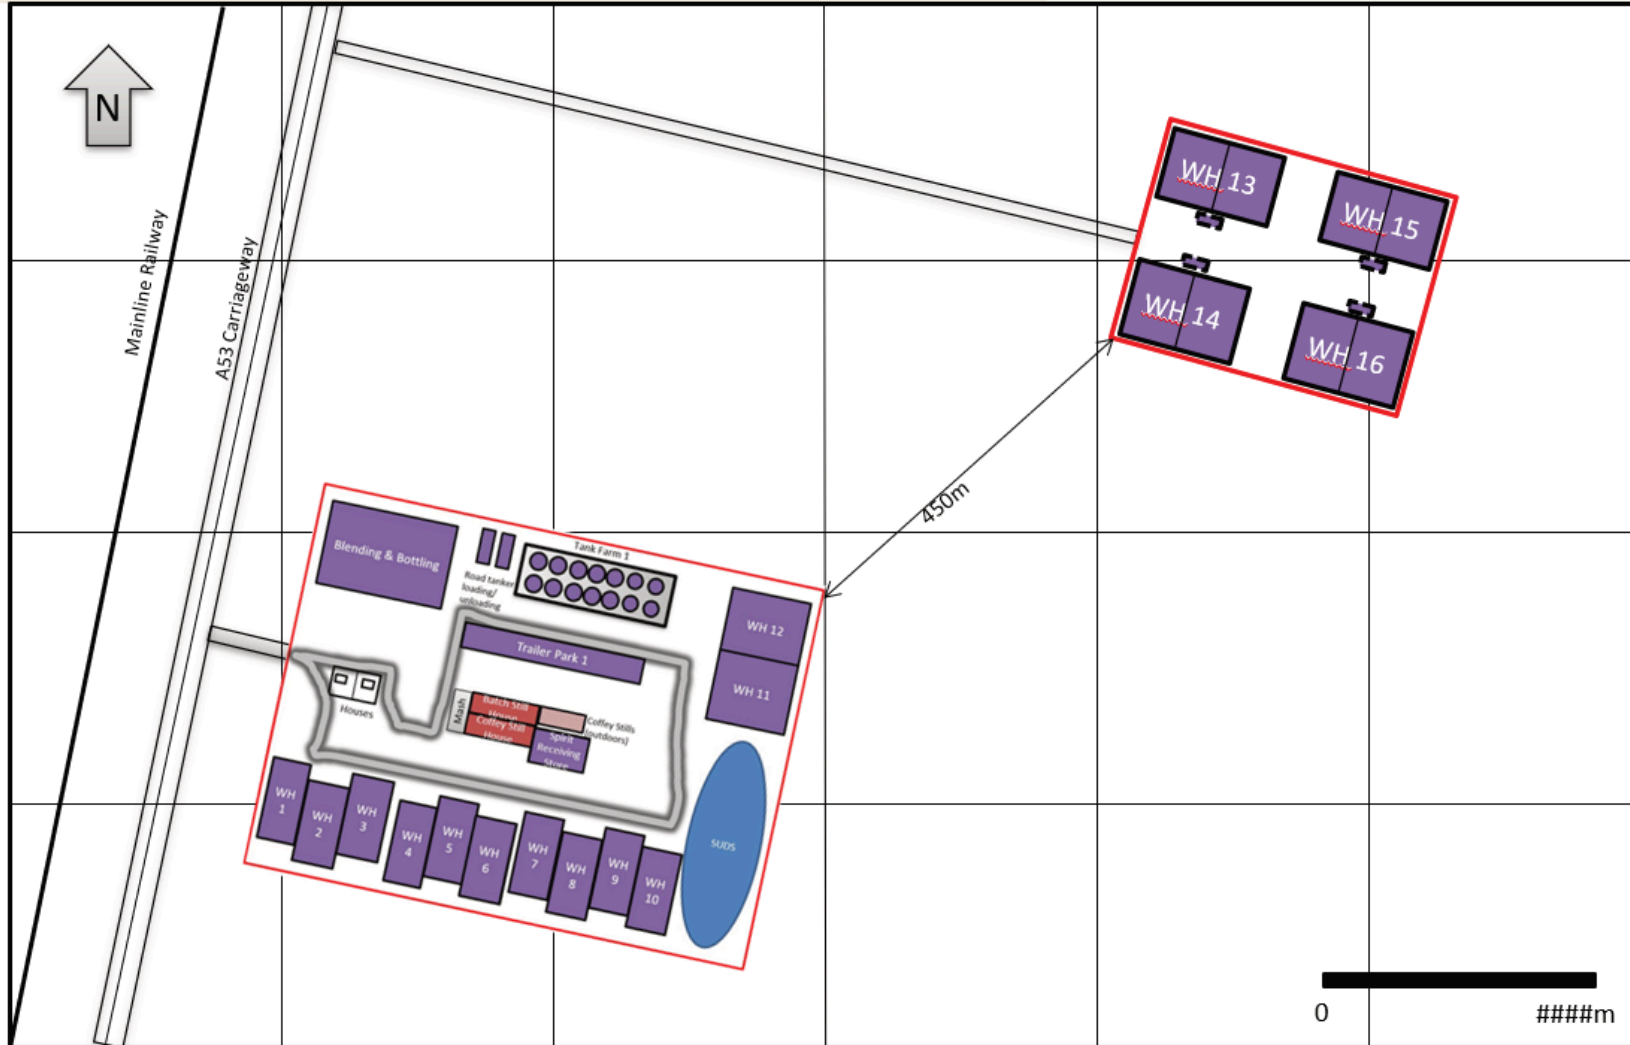 N
Mainline Railway
A53 Carriageway
WH 13
WH 15
WH 14
WH 16
450m
Blending & Bottling
Road tanker
loading/
unloading
Tank Farm 1
Trailer Park 1
WH 12
WH 11
Houses
Mash
Batch Still
House
Coffey Still
House
Coffey Stills
(outdoors)
Spirit
Receiving
Store
WH
1
WH
2
WH
3
WH
4
WH
5
WH
6
WH
7
WH
8
WH
9
WH
10
SUDS
0
####m